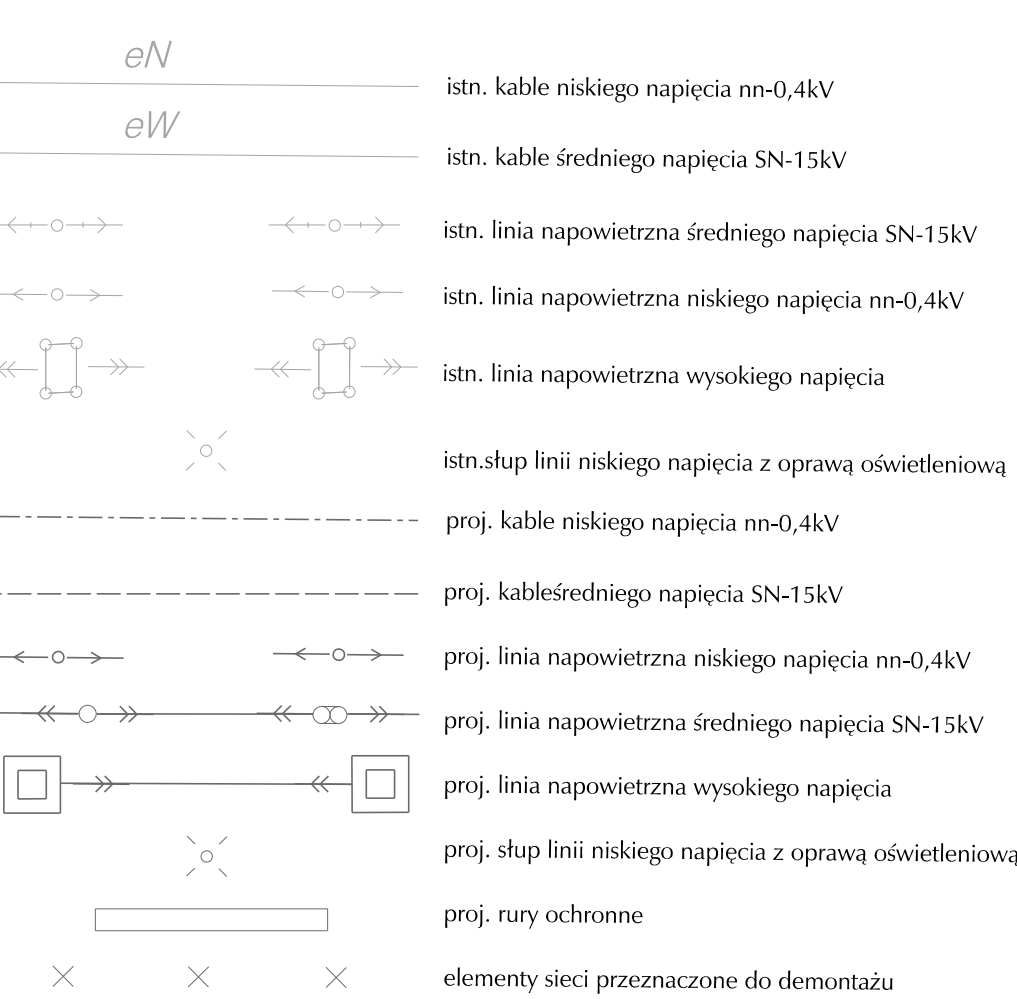 eN
istn. kable niskiego napięcia nn-0,4kV
eW
istn. kable średniego napięcia SN-15kV
istn. linia napowietrzna średniego napięcia SN-15kV
istn. linia napowietrzna niskiego napięcia nn-0,4kV
istn. linia napowietrzna wysokiego napięcia
istn.słup linii niskiego napięcia z oprawą oświetleniową
proj. kable niskiego napięcia nn-0,4kV
proj. kableśredniego napięcia SN-15kV
proj. linia napowietrzna niskiego napięcia nn-0,4kV
proj. linia napowietrzna średniego napięcia SN-15kV
proj. linia napowietrzna wysokiego napięcia
proj. słup linii niskiego napięcia z oprawą oświetleniową
proj. rury ochronne
elementy sieci przeznaczone do demontażu